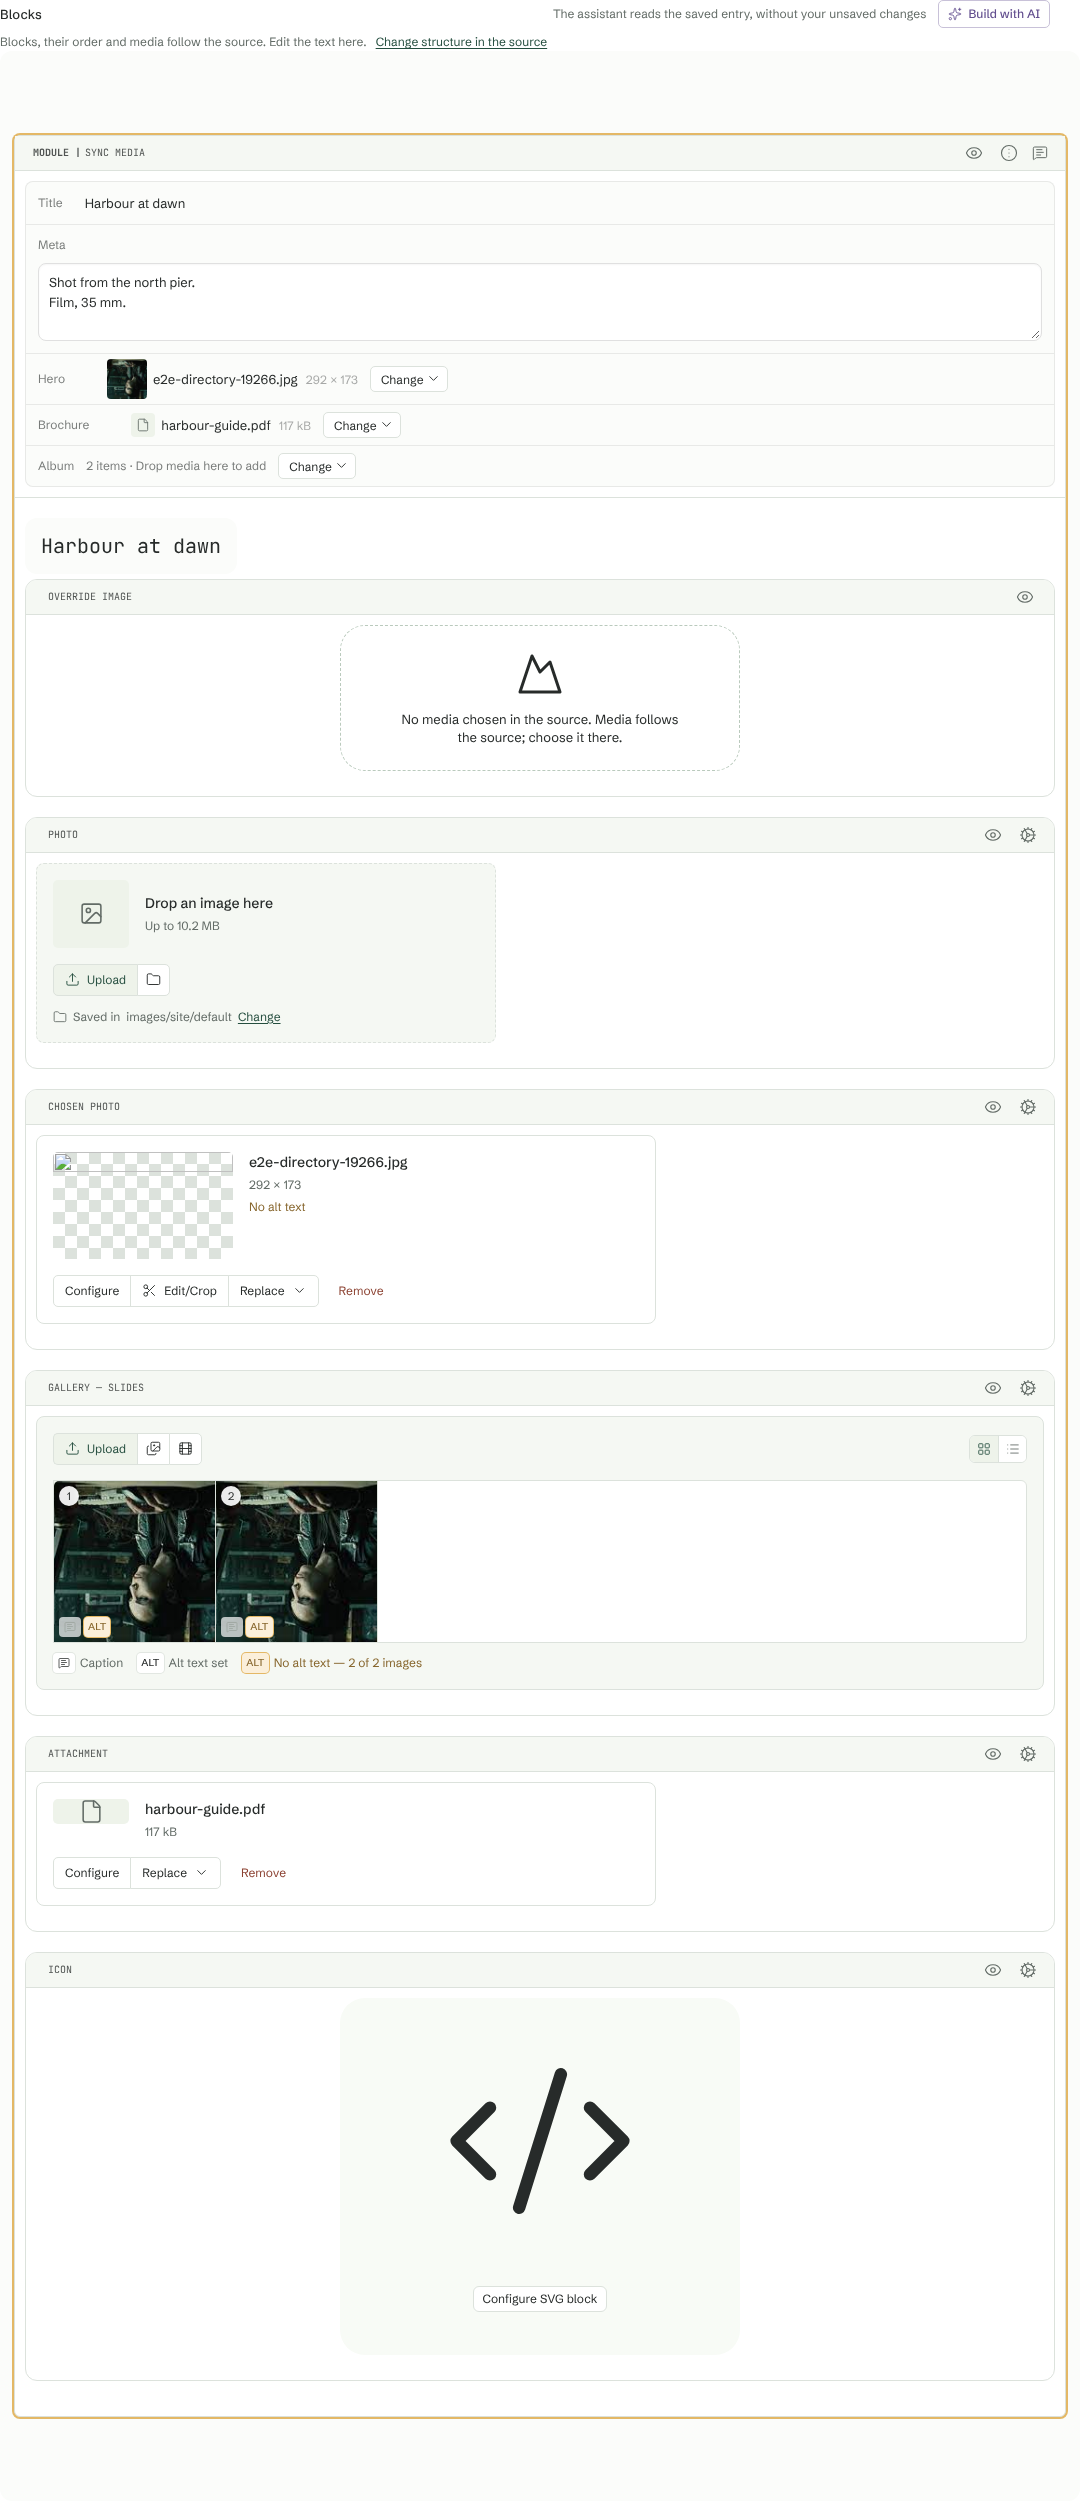 Blocks
The assistant reads the saved entry, without your unsaved changes
Build with AI
Blocks, their order and media follow the source. Edit the text here. Change structure in the source
MODULE | SYNC MEDIA
Title Harbour at dawn
Meta
Shot from the north pier.
Film, 35 mm.
Hero e2e-directory-19266.jpg 292 × 173 Change
Brochure harbour-guide.pdf 117 kB Change
Album 2 items · Drop media here to add Change
Harbour at dawn
OVERRIDE IMAGE
No media chosen in the source. Media follows
the source; choose it there.
PHOTO
Drop an image here
Up to 10.2 MB
Upload
Saved in images/site/default Change
CHOSEN PHOTO
e2e-directory-19266.jpg
292 × 173
No alt text
Configure Edit/Crop Replace Remove
GALLERY — SLIDES
Upload
1 2
ALT ALT
Caption ALT Alt text set ALT No alt text — 2 of 2 images
ATTACHMENT
harbour-guide.pdf
117 kB
Configure Replace Remove
ICON
Configure SVG block